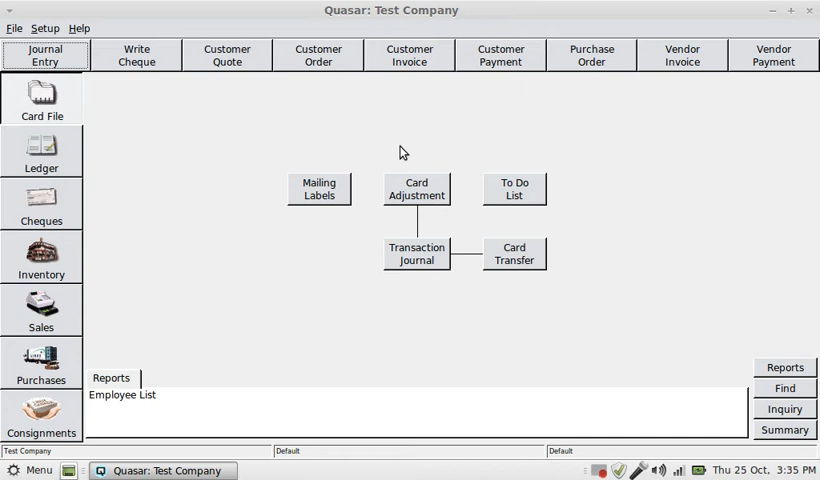 Quasar: Test Company
File Setup Help
Journal Entry
Write Cheque
Customer Quote
Customer Order
Customer Invoice
Customer Payment
Purchase Order
Vendor Invoice
Vendor Payment
Card File
Ledger
Cheques
Inventory
Sales
Purchases
Consignments
Mailing Labels
Card Adjustment
To Do List
Transaction Journal
Card Transfer
Reports
Employee List
Reports
Find
Inquiry
Summary
Test Company
Default
Default
Menu
Quasar: Test Company
Thu 25 Oct, 3:35 PM